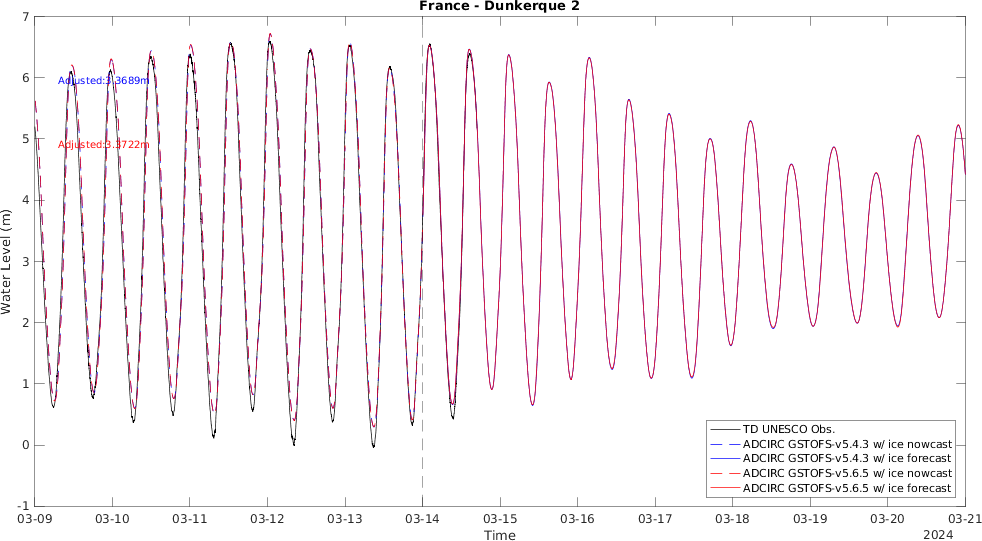 France - Dunkerque 2
7
6
5
4
3
2
1
0
-1
Water Level (m)
Adjusted:3.3689m
Adjusted:3.3722m
TD UNESCO Obs.
ADCIRC GSTOFS-v5.4.3 w/ ice nowcast
ADCIRC GSTOFS-v5.4.3 w/ ice forecast
ADCIRC GSTOFS-v5.6.5 w/ ice nowcast
ADCIRC GSTOFS-v5.6.5 w/ ice forecast
03-09 03-10 03-11 03-12 03-13 03-14 03-15 03-16 03-17 03-18 03-19 03-20 03-21
Time
2024